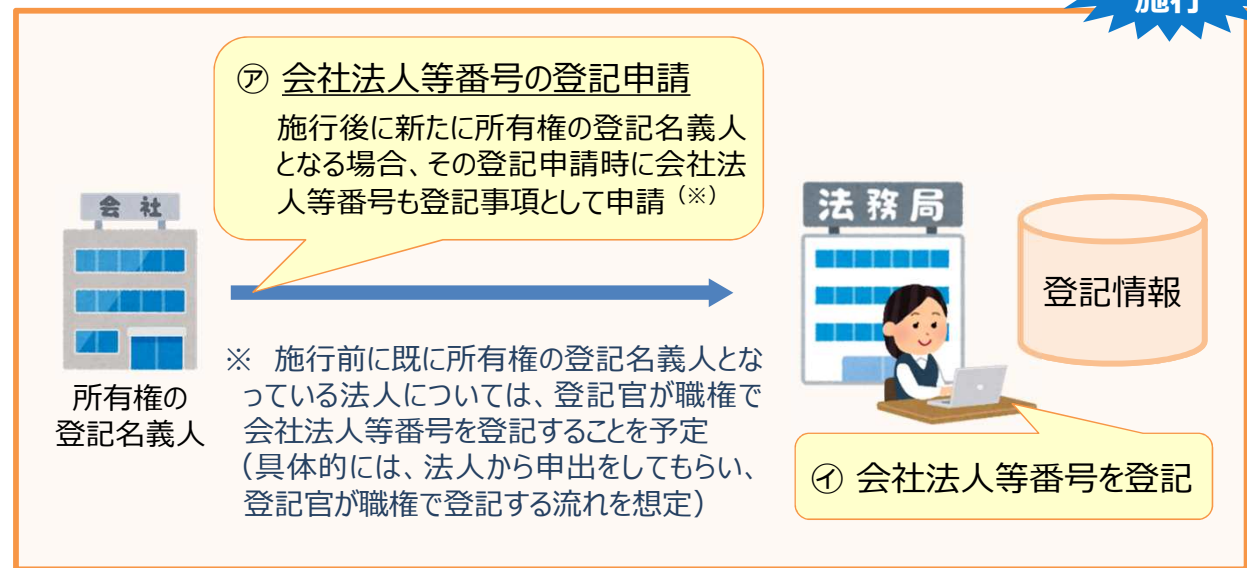 施行
㋐ 会社法人等番号の登記申請
施行後に新たに所有権の登記名義人
となる場合、その登記申請時に会社法
人等番号も登記事項として申請（※）
会社
法務局
登記情報
所有権の
登記名義人
※ 施行前に既に所有権の登記名義人とな
っている法人については、登記官が職権で
会社法人等番号を登記することを予定
（具体的には、法人から申出をしてもらい、
登記官が職権で登記する流れを想定）
㋑ 会社法人等番号を登記